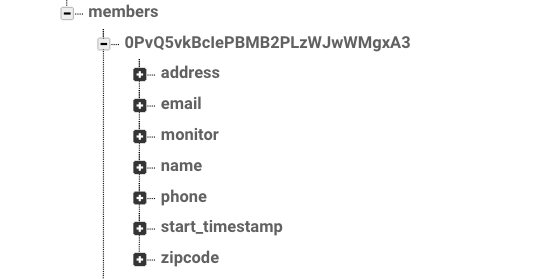 members
0PvQ5vkBcIePBMB2PLzWJwWMgxA3
address
email
monitor
name
phone
start_timestamp
zipcode